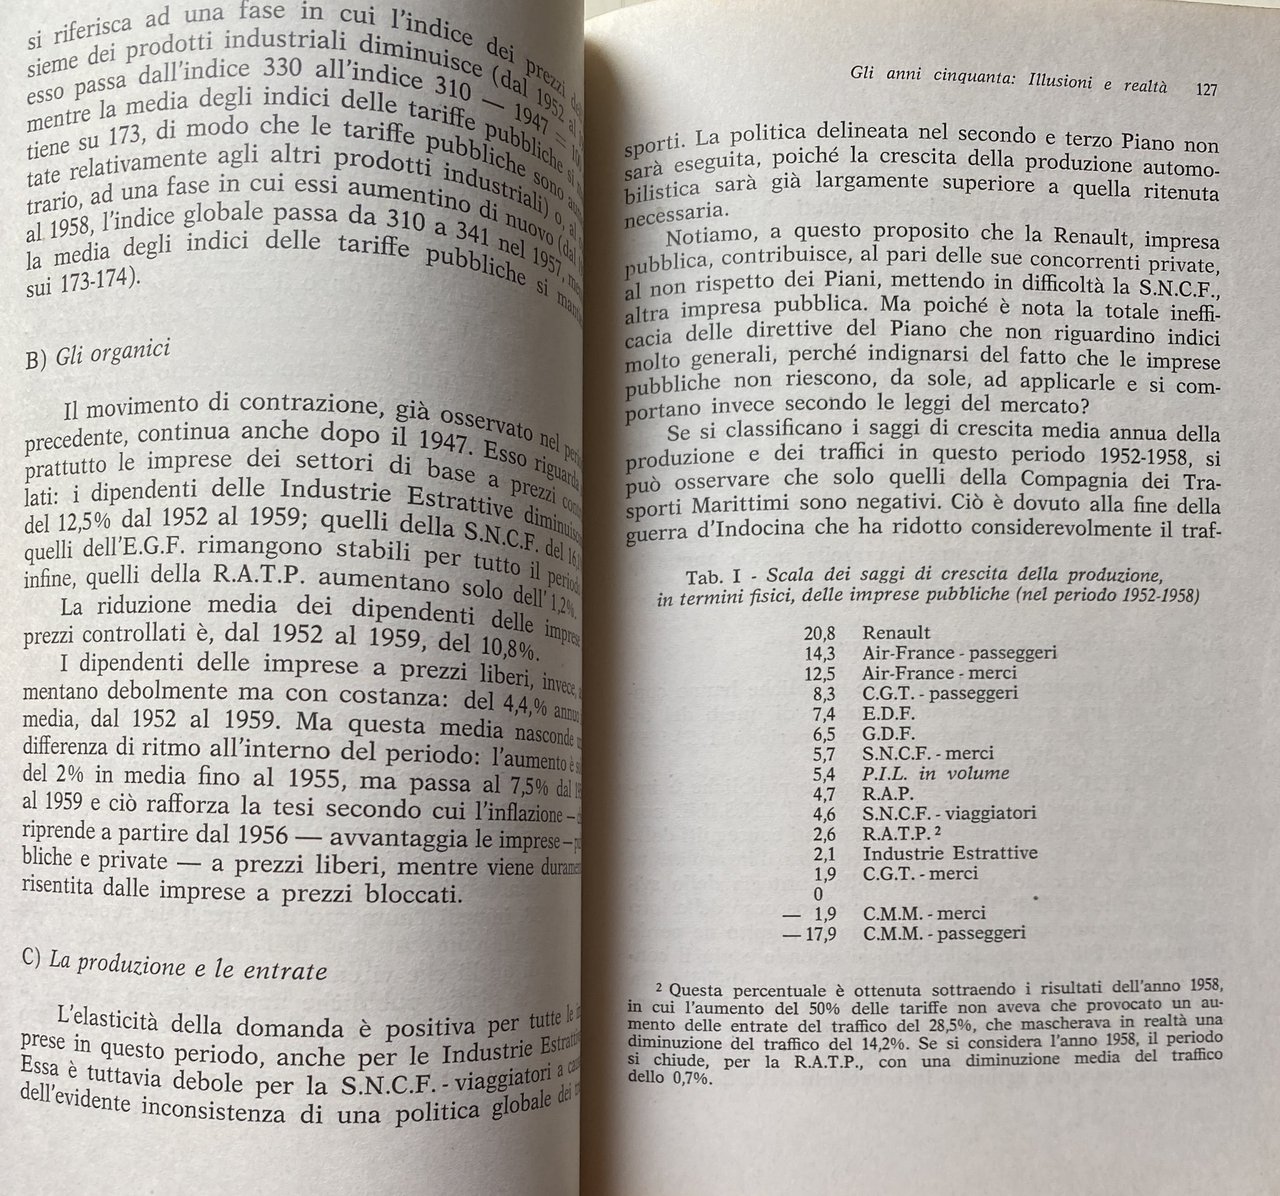 si riferisca ad una fase in cui l'indice dei prezzi
sieme dei prodotti industriali diminuisce (dal 1952 al
esso passa dall'indice 330 all'indice 310 — 1947 =
mentre la media degli indici delle tariffe pubbliche si
tiene su 173, di modo che le tariffe pubbliche sono
tate relativamente agli altri prodotti industriali) o, al
trario, ad una fase in cui essi aumentino di nuovo (dal
al 1958, l'indice globale passa da 310 a 341 nel 1957,
la media degli indici delle tariffe pubbliche si
sui 173-174).
B) Gli organici
Il movimento di contrazione, già osservato nel
precedente, continua anche dopo il 1947. Esso riguarda
prattutto le imprese dei settori di base a prezzi
lati: i dipendenti delle Industrie Estrattive
del 12,5% dal 1952 al 1959; quelli della S.N.C.F. del
quelli dell'E.G.F. rimangono stabili per tutto il
infine, quelli della R.A.T.P. aumentano solo dell'1,2%.
La riduzione media dei dipendenti delle imprese
prezzi controllati è, dal 1952 al 1959, del 10,8%.
I dipendenti delle imprese a prezzi liberi, invece,
mentano debolmente ma con costanza: del 4,4,%
media, dal 1952 al 1959. Ma questa media nasconde
differenza di ritmo all'interno del periodo: l'aumento è
del 2% in media fino al 1955, ma passa al 7,5% dal
al 1959 e ciò rafforza la tesi secondo cui l'inflazione –
riprende a partire dal 1956 — avvantaggia le imprese –
bliche e private — a prezzi liberi, mentre viene
risentita dalle imprese a prezzi bloccati.
C) La produzione e le entrate
L'elasticità della domanda è positiva per tutte le
prese in questo periodo, anche per le Industrie
Essa è tuttavia debole per la S.N.C.F. - viaggiatori a
dell'evidente inconsistenza di una politica globale dei
Gli anni cinquanta: Illusioni e realtà 127
sporti. La politica delineata nel secondo e terzo Piano non
sarà eseguita, poiché la crescita della produzione automo-
bilistica sarà già largamente superiore a quella ritenuta
necessaria.
Notiamo, a questo proposito che la Renault, impresa
pubblica, contribuisce, al pari delle sue concorrenti private,
al non rispetto dei Piani, mettendo in difficoltà la S.N.C.F.,
altra impresa pubblica. Ma poiché è nota la totale ineffi-
cacia delle direttive del Piano che non riguardino indici
molto generali, perché indignarsi del fatto che le imprese
pubbliche non riescono, da sole, ad applicarle e si com-
portano invece secondo le leggi del mercato?
Se si classificano i saggi di crescita media annua della
produzione e dei traffici in questo periodo 1952-1958, si
può osservare che solo quelli della Compagnia dei Tra-
sporti Marittimi sono negativi. Ciò è dovuto alla fine della
guerra d'Indocina che ha ridotto considerevolmente il traf-
Tab. I - Scala dei saggi di crescita della produzione,
in termini fisici, delle imprese pubbliche (nel periodo 1952-1958)
20,8 Renault
14,3 Air-France - passeggeri
12,5 Air-France - merci
8,3 C.G.T. - passeggeri
7,4 E.D.F.
6,5 G.D.F.
5,7 S.N.C.F. - merci
5,4 P.I.L. in volume
4,7 R.A.P.
4,6 S.N.C.F. - viaggiatori
2,6 R.A.T.P. ²
2,1 Industrie Estrattive
1,9 C.G.T. - merci
0
— 1,9 C.M.M. - merci
— 17,9 C.M.M. - passeggeri
² Questa percentuale è ottenuta sottraendo i risultati dell'anno 1958,
in cui l'aumento del 50% delle tariffe non aveva che provocato un au-
mento delle entrate del traffico del 28,5%, che mascherava in realtà una
diminuzione del traffico del 14,2%. Se si considera l'anno 1958, il periodo
si chiude, per la R.A.T.P., con una diminuzione media del traffico
dello 0,7%.